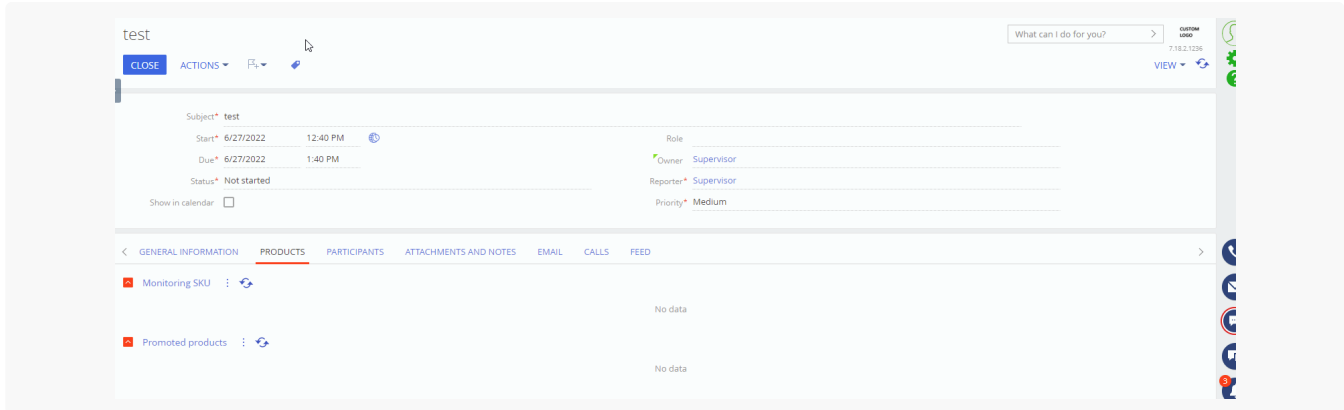 test
What can I do for you?
CUSTOM
LOGO
7.18.2.1236
CLOSE ACTIONS VIEW
Subject* test
Start* 6/27/2022 12:40 PM
Role
Due* 6/27/2022 1:40 PM
Owner Supervisor
Status* Not started
Reporter* Supervisor
Show in calendar
Priority* Medium
GENERAL INFORMATION PRODUCTS PARTICIPANTS ATTACHMENTS AND NOTES EMAIL CALLS FEED
Monitoring SKU
No data
Promoted products
No data
3